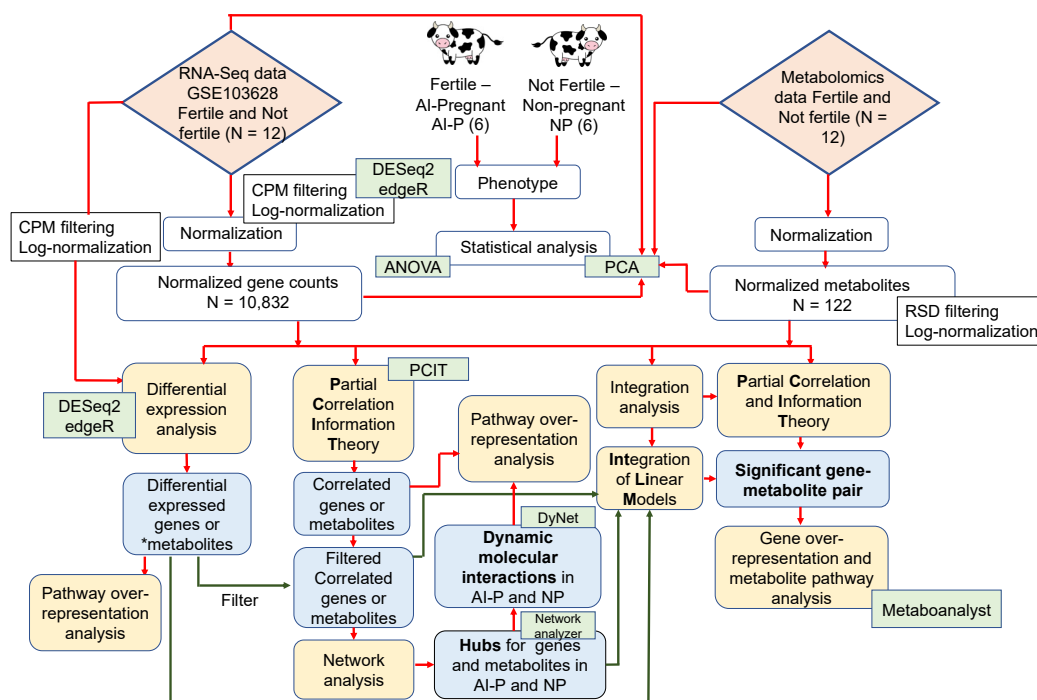 RNA-Seq data
GSE103628
Fertile and Not
fertile (N = 12)
Fertile –
AI-Pregnant
AI-P (6)
Not Fertile –
Non-pregnant
NP (6)
Metabolomics
data Fertile and
Not fertile (N =
12)
CPM filtering
Log-normalization
Normalization
CPM filtering
Log-normalization
DESeq2
edgeR
Phenotype
Statistical analysis
ANOVA
PCA
Normalization
Normalized gene counts
N = 10,832
Normalized metabolites
N = 122
RSD filtering
Log-normalization
Differential
expression
analysis
DESeq2
edgeR
Partial
Correlation
Information
Theory
PCIT
Pathway over-
representation
analysis
Integration
analysis
Partial Correlation
and Information
Theory
Differential
expressed
genes or
*metabolites
Correlated
genes or
metabolites
Integration
of Linear
Models
Significant gene-
metabolite pair
Filtered
Correlated
genes or
metabolites
DyNet
Dynamic
molecular
interactions in
AI-P and NP
Gene over-
representation and
metabolite pathway
analysis
Metaboanalyst
Pathway over-
representation
analysis
Filter
Network
analysis
Network
analyzer
Hubs for genes
and metabolites in
AI-P and NP